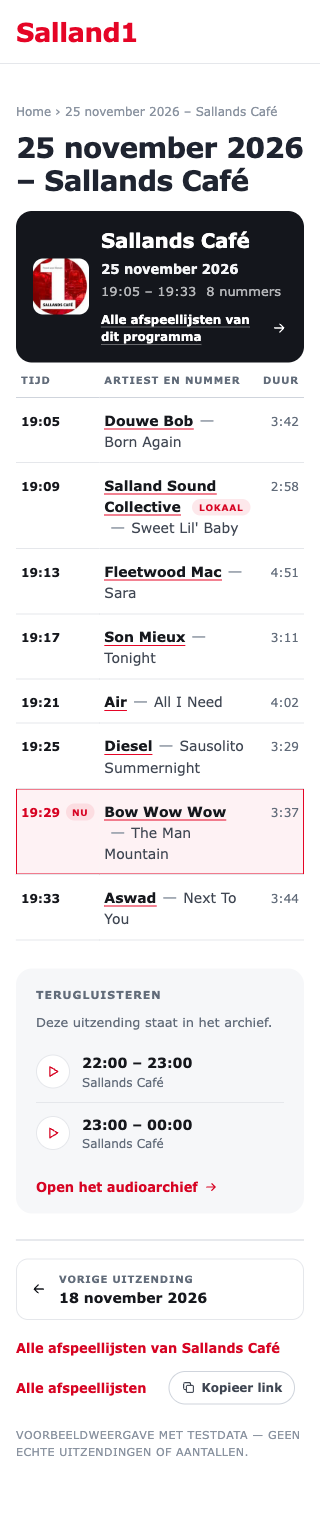 Salland1
Home › 25 november 2026 – Sallands Café
25 november 2026
– Sallands Café
1
SALLANDS CAFÉ
Sallands Café
25 november 2026
19:05 – 19:33 8 nummers
Alle afspeellijsten van
dit programma →
TIJD ARTIEST EN NUMMER DUUR
19:05 Douwe Bob — 3:42
Born Again
19:09 Salland Sound 2:58
Collective LOKAAL
— Sweet Lil' Baby
19:13 Fleetwood Mac — 4:51
Sara
19:17 Son Mieux — 3:11
Tonight
19:21 Air — All I Need 4:02
19:25 Diesel — Sausolito 3:29
Summernight
19:29 NU Bow Wow Wow 3:37
— The Man
Mountain
19:33 Aswad — Next To 3:44
You
TERUGLUISTEREN
Deze uitzending staat in het archief.
22:00 – 23:00
Sallands Café
23:00 – 00:00
Sallands Café
Open het audioarchief →
← VORIGE UITZENDING
18 november 2026
Alle afspeellijsten van Sallands Café
Alle afspeellijsten Kopieer link
VOORBEELDWEERGAVE MET TESTDATA — GEEN
ECHTE UITZENDINGEN OF AANTALLEN.